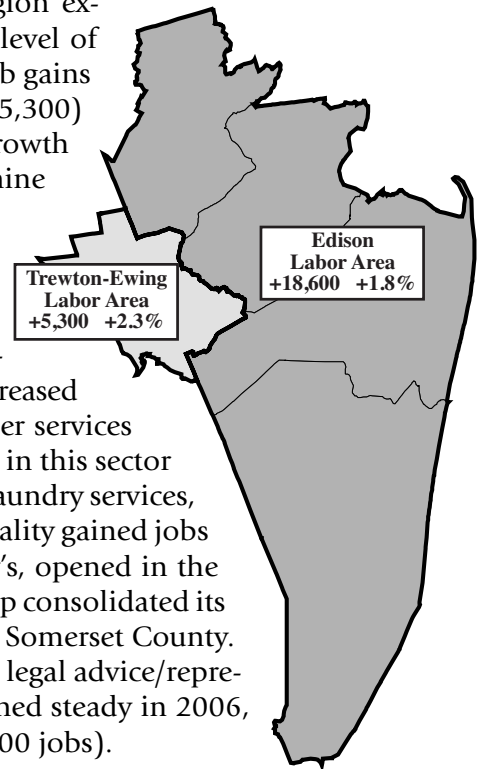 gion ex-
level of
b gains
5,300)
rowth
nine
-
reased
er services
in this sector
aundry services,
ality gained jobs
's, opened in the
p consolidated its
Somerset County.
legal advice/repre-
ned steady in 2006,
00 jobs).
Trewton-Ewing
Labor Area
+5,300 +2.3%
Edison
Labor Area
+18,600 +1.8%